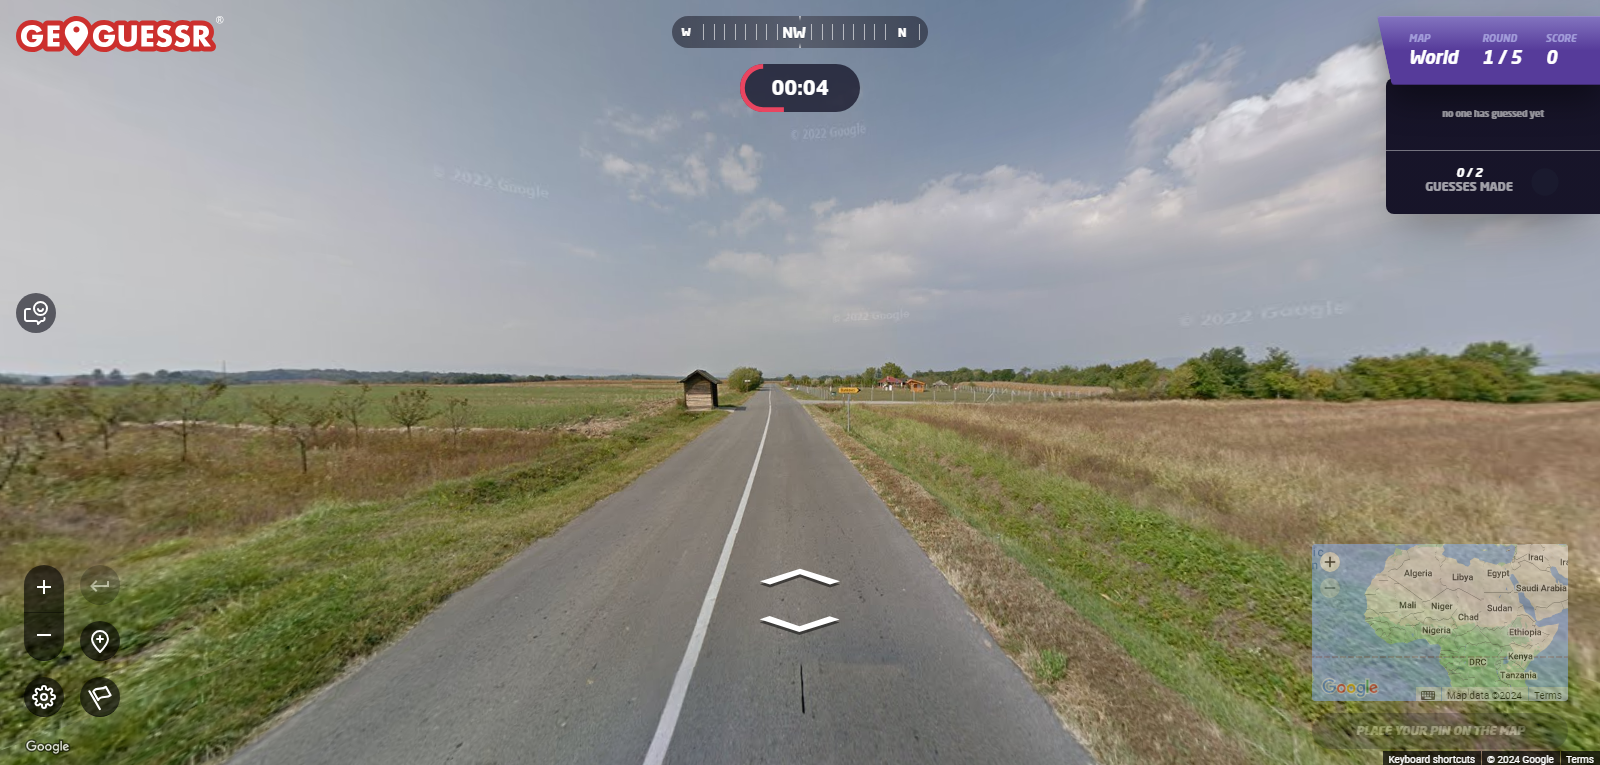 GEOGUESSR®
W NW N
00:04
MAP ROUND SCORE
World 1 / 5 0
no one has guessed yet
0 / 2
GUESSES MADE
© 2022 Google
© 2022 Google
© 2022 Google
© 2022 Google
Iraq
Algeria Libya Egypt
Saudi Arabia
Mali Niger Chad Sudan
Nigeria Ethiopia
DRC Kenya
Tanzania
Google
Map data ©2024 Terms
PLACE YOUR PIN ON THE MAP
Google
Keyboard shortcuts © 2024 Google Terms